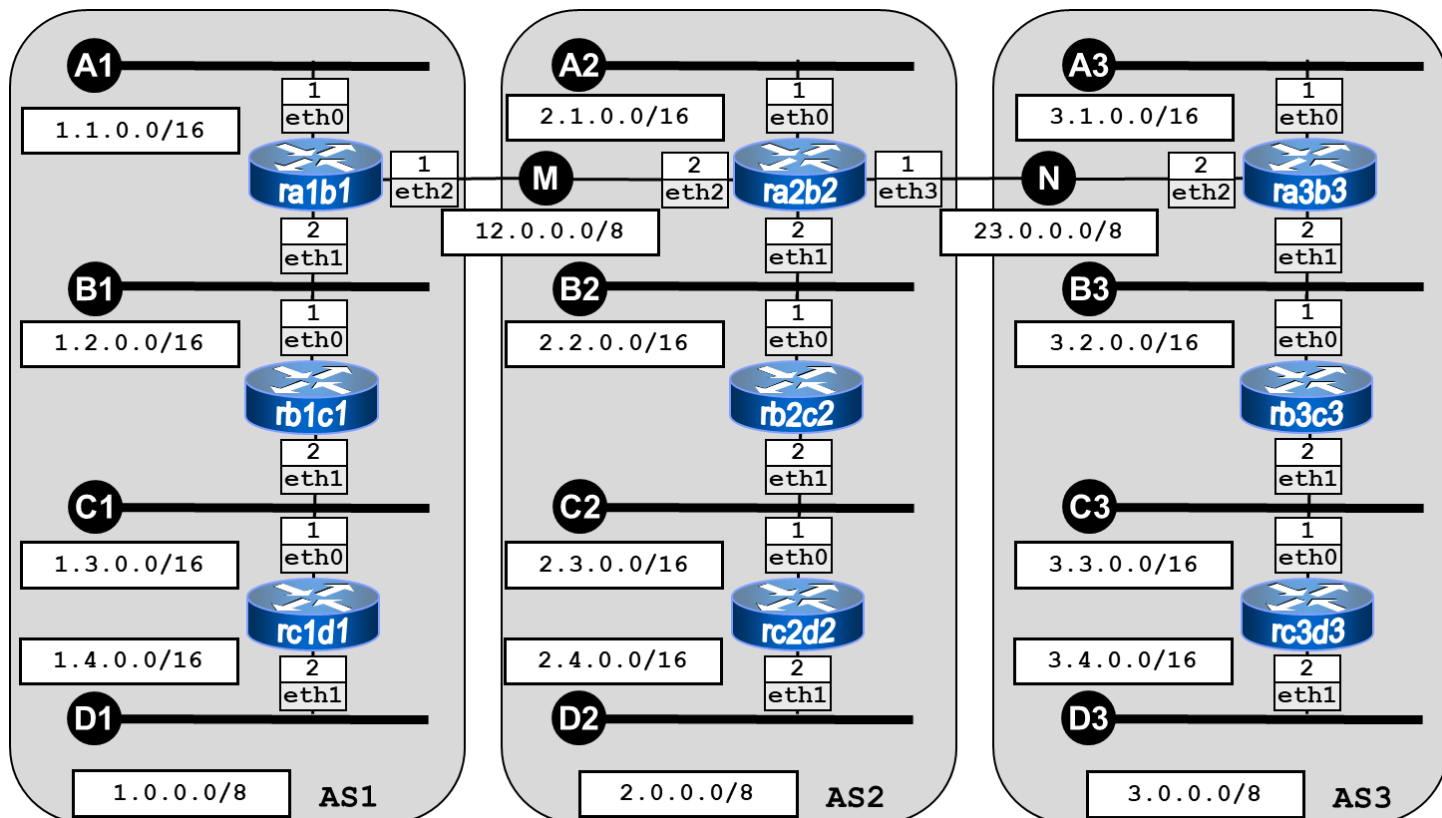 A1
1
eth0
1.1.0.0/16
ra1b1
1
eth2
2
eth1
B1
1
eth0
1.2.0.0/16
rb1c1
2
eth1
C1
1
eth0
1.3.0.0/16
rc1d1
1.4.0.0/16
2
eth1
D1
1.0.0.0/8
AS1
M
12.0.0.0/8
A2
1
eth0
2.1.0.0/16
2
eth2
ra2b2
1
eth3
2
eth1
B2
1
eth0
2.2.0.0/16
rb2c2
2
eth1
C2
1
eth0
2.3.0.0/16
rc2d2
2.4.0.0/16
2
eth1
D2
2.0.0.0/8
AS2
N
23.0.0.0/8
A3
1
eth0
3.1.0.0/16
2
eth2
ra3b3
2
eth1
B3
1
eth0
3.2.0.0/16
rb3c3
2
eth1
C3
1
eth0
3.3.0.0/16
rc3d3
3.4.0.0/16
2
eth1
D3
3.0.0.0/8
AS3